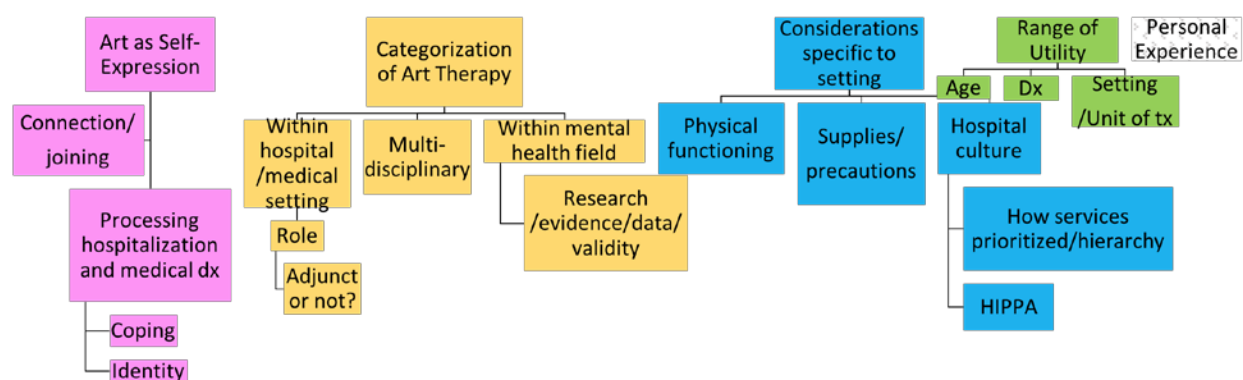 Art as Self-
Expression
Connection/
joining
Processing
hospitalization
and medical dx
Coping
Identity
Categorization
of Art Therapy
Within
hospital
/medical
setting
Role
Adjunct
or not?
Multi-
disciplinary
Within mental
health field
Research
/evidence/data/
validity
Considerations
specific to
setting
Physical
functioning
Supplies/
precautions
Hospital
culture
How services
prioritized/hierarchy
HIPPA
Range of
Utility
Age
Dx
Setting
/Unit of tx
Personal
Experience